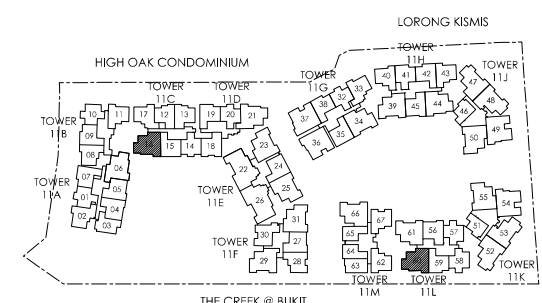 LORONG KISMIS
HIGH OAK CONDOMINIUM
TOWER
11H
TOWER
11J
TOWER
11G
TOWER
11C
TOWER
11D
TOWER
11B
TOWER
11A
TOWER
11E
TOWER
11F
TOWER
11M
TOWER
11L
TOWER
11K
10
11
09
08
07
06
05
01
04
02
03
17
12
13
15
14
18
19
20
21
23
22
24
25
26
31
30
27
29
28
37
38
32
33
36
35
34
40
41
42
43
39
45
44
47
48
46
49
50
66
67
65
64
63
62
61
56
57
59
58
55
54
51
53
52
THE CREEK @ BUKIT